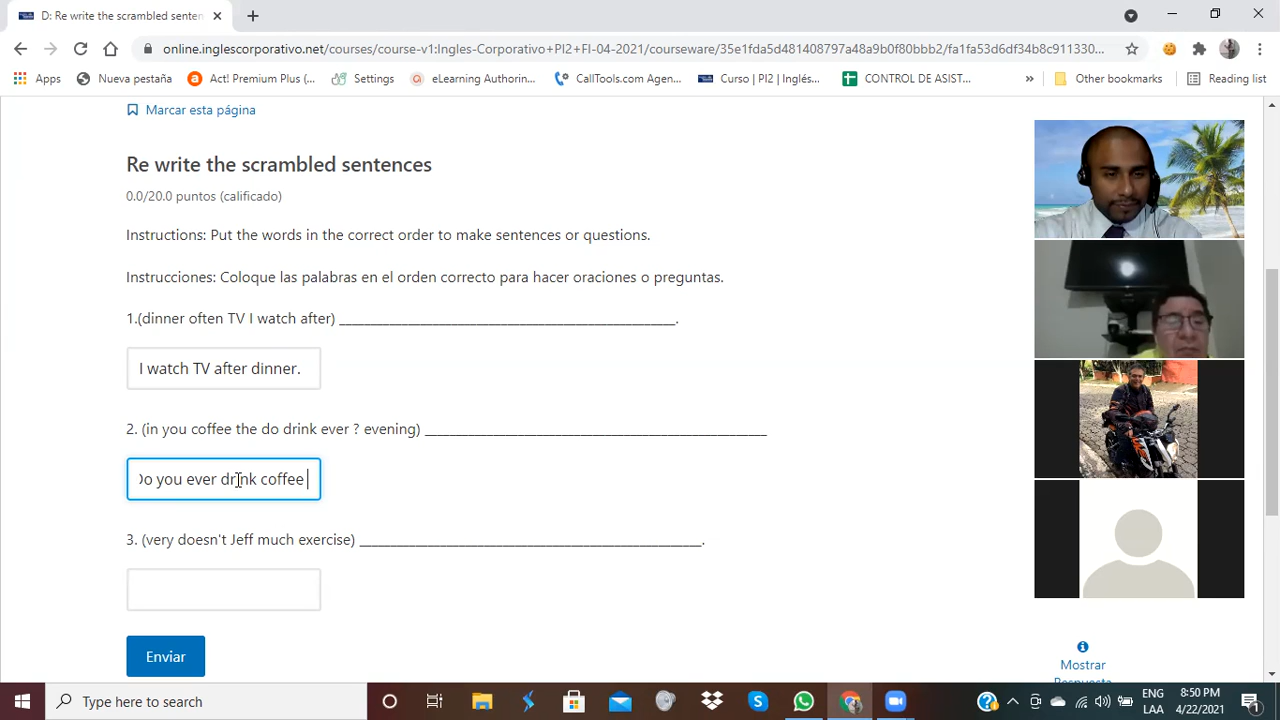 D: Re write the scrambled senten
online.inglescorporativo.net/courses/course-v1:Ingles-Corporativo+PI2+FI-04-2021/courseware/35e1fda5d481408797a48a9b0f80bbb2/fa1fa53d6df34b8c911330...
Apps Nueva pestaña Act! Premium Plus (... Settings eLearning Authorin... CallTools.com Agen... Curso | PI2 | Inglés... CONTROL DE ASIST... » Other bookmarks Reading list
Marcar esta página
Re write the scrambled sentences
0.0/20.0 puntos (calificado)
Instructions: Put the words in the correct order to make sentences or questions.
Instrucciones: Coloque las palabras en el orden correcto para hacer oraciones o preguntas.
1.(dinner often TV I watch after) ________________________________________________.
I watch TV after dinner.
2. (in you coffee the do drink ever ? evening) _________________________________________________
Do you ever drink coffee
3. (very doesn't Jeff much exercise) _________________________________________________.
Enviar
Mostrar
Respuesta
Type here to search
ENG
LAA
8:50 PM
4/22/2021